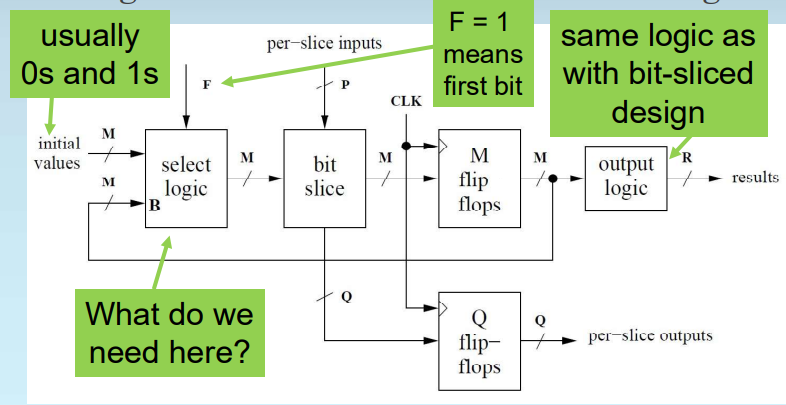 usually
0s and 1s
per-slice inputs
F = 1
means
first bit
same logic as
with bit-sliced
design
F
P
CLK
initial
values
M
M
B
select
logic
M
bit
slice
M
M
flip
flops
M
output
logic
R
results
What do we
need here?
Q
Q
flip-
flops
Q
per-slice outputs